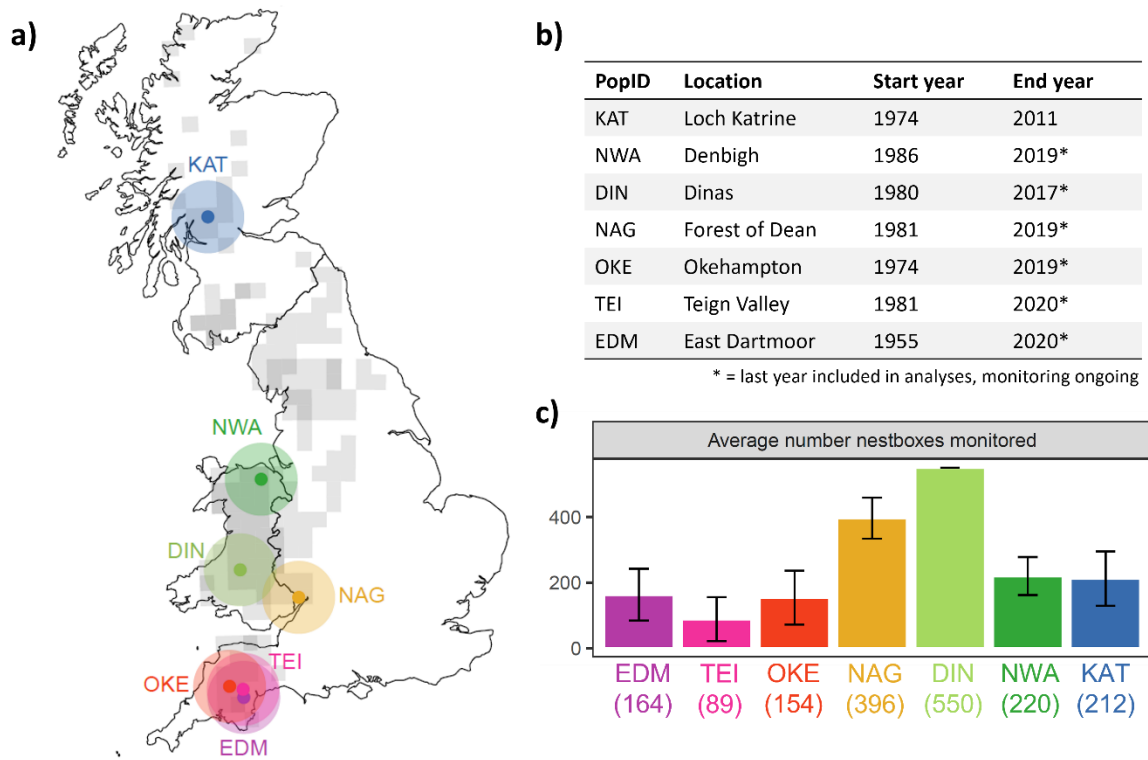 a)
KAT
NWA
DIN
NAG
TEI
OKE
EDM
b)
PopID Location Start year End year
KAT Loch Katrine 1974 2011
NWA Denbigh 1986 2019*
DIN Dinas 1980 2017*
NAG Forest of Dean 1981 2019*
OKE Okehampton 1974 2019*
TEI Teign Valley 1981 2020*
EDM East Dartmoor 1955 2020*
* = last year included in analyses, monitoring ongoing
c)
Average number nestboxes monitored
400
200
0
EDM TEI OKE NAG DIN NWA KAT
(164) (89) (154) (396) (550) (220) (212)